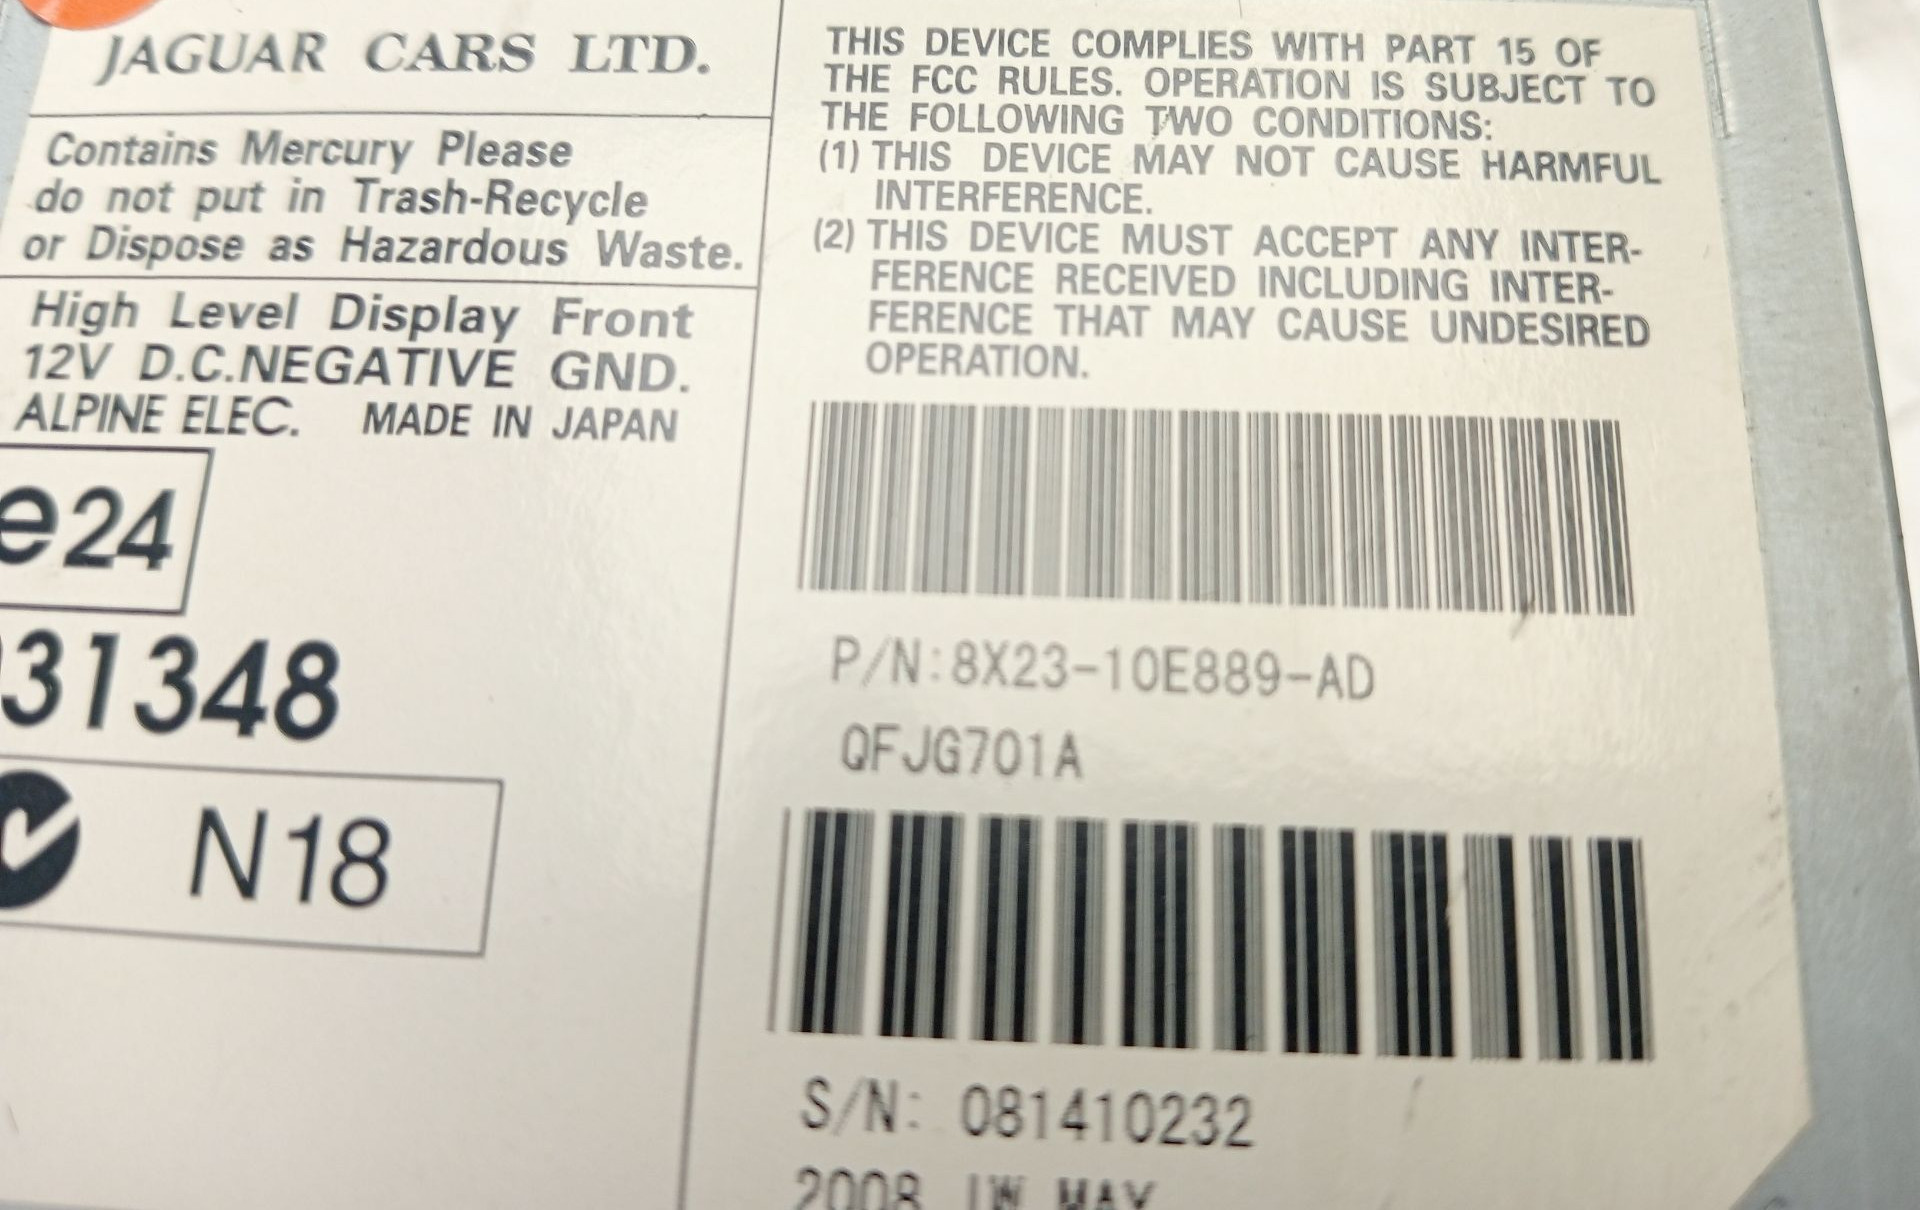 JAGUAR CARS LTD.
Contains Mercury Please
do not put in Trash-Recycle
or Dispose as Hazardous Waste.
High Level Display Front
12V D.C.NEGATIVE GND.
ALPINE ELEC. MADE IN JAPAN
e24
31348
N18
THIS DEVICE COMPLIES WITH PART 15 OF
THE FCC RULES. OPERATION IS SUBJECT TO
THE FOLLOWING TWO CONDITIONS:
(1) THIS DEVICE MAY NOT CAUSE HARMFUL
INTERFERENCE.
(2) THIS DEVICE MUST ACCEPT ANY INTER-
FERENCE RECEIVED INCLUDING INTER-
FERENCE THAT MAY CAUSE UNDESIRED
OPERATION.
P/N:8X23-10E889-AD
QFJG701A
S/N: 081410232
2008 1W MAY